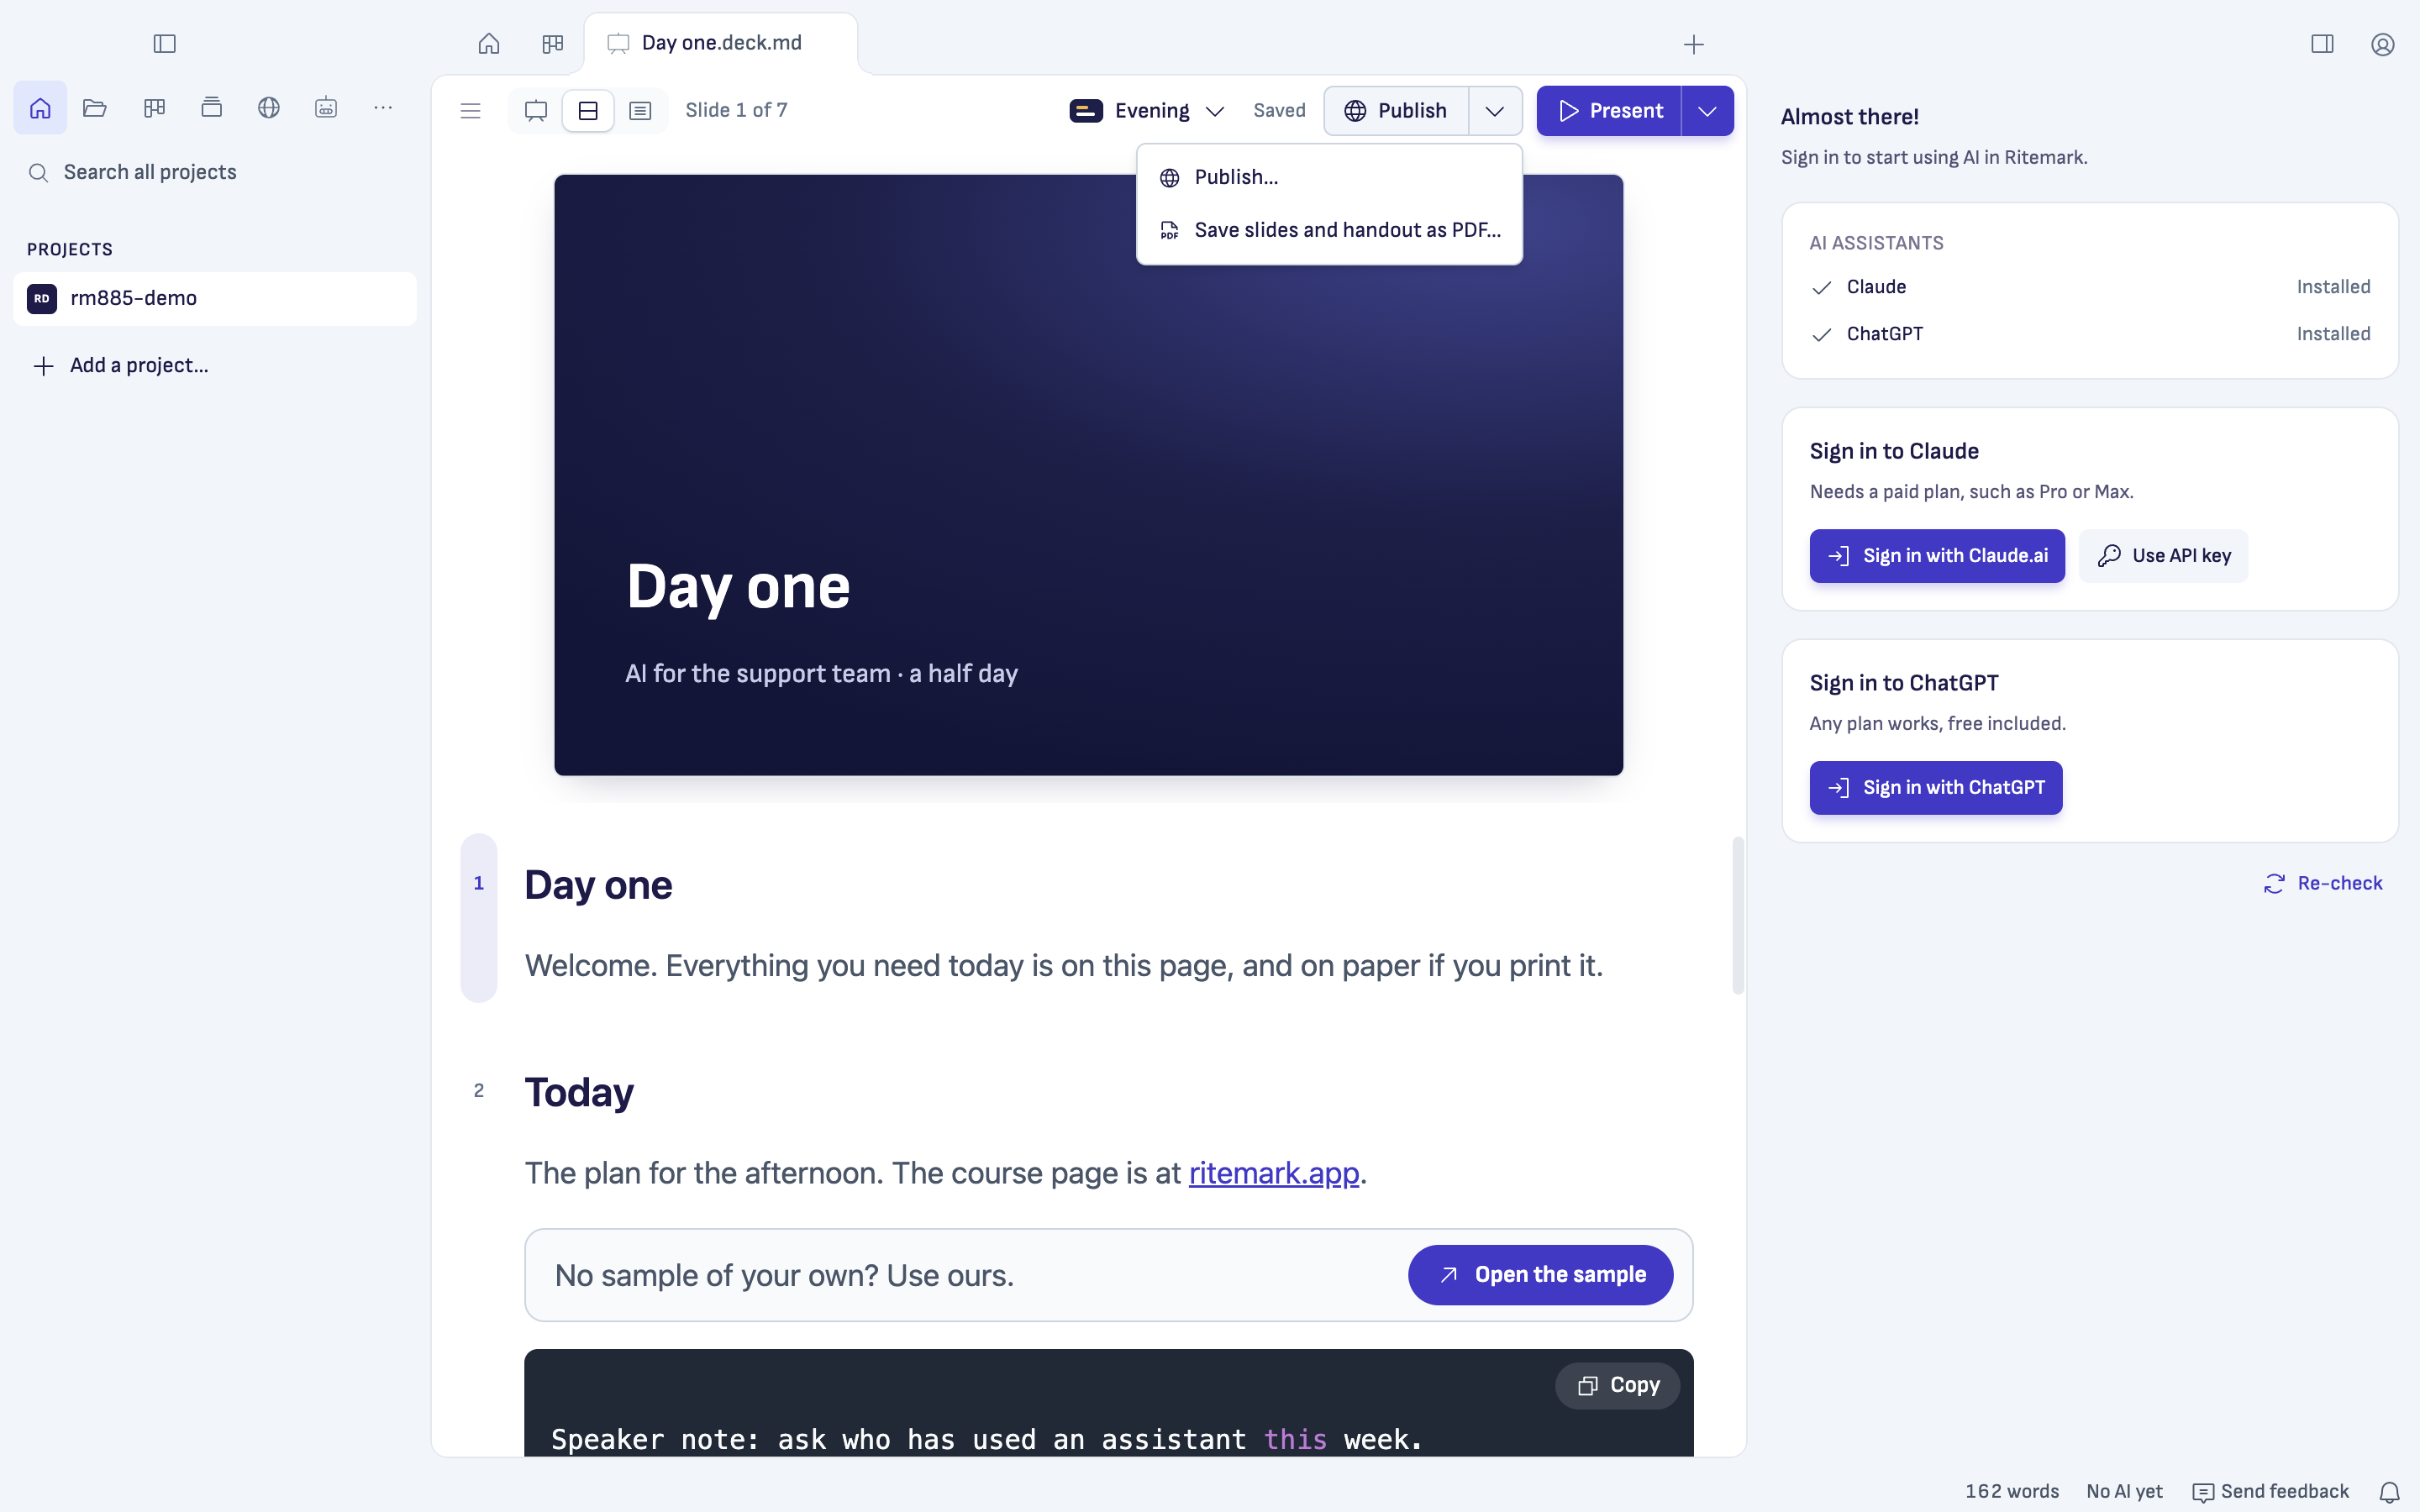 Day one.deck.md
Search all projects
PROJECTS
RD rm885-demo
Add a project...
Slide 1 of 7
Evening
Saved
Publish
Present
Publish...
PDF Save slides and handout as PDF...
Day one
AI for the support team · a half day
1 Day one
Welcome. Everything you need today is on this page, and on paper if you print it.
2 Today
The plan for the afternoon. The course page is at ritemark.app.
No sample of your own? Use ours.
Open the sample
Copy
Speaker note: ask who has used an assistant this week.
Almost there!
Sign in to start using AI in Ritemark.
AI ASSISTANTS
Claude Installed
ChatGPT Installed
Sign in to Claude
Needs a paid plan, such as Pro or Max.
Sign in with Claude.ai
Use API key
Sign in to ChatGPT
Any plan works, free included.
Sign in with ChatGPT
Re-check
162 words
No AI yet
Send feedback